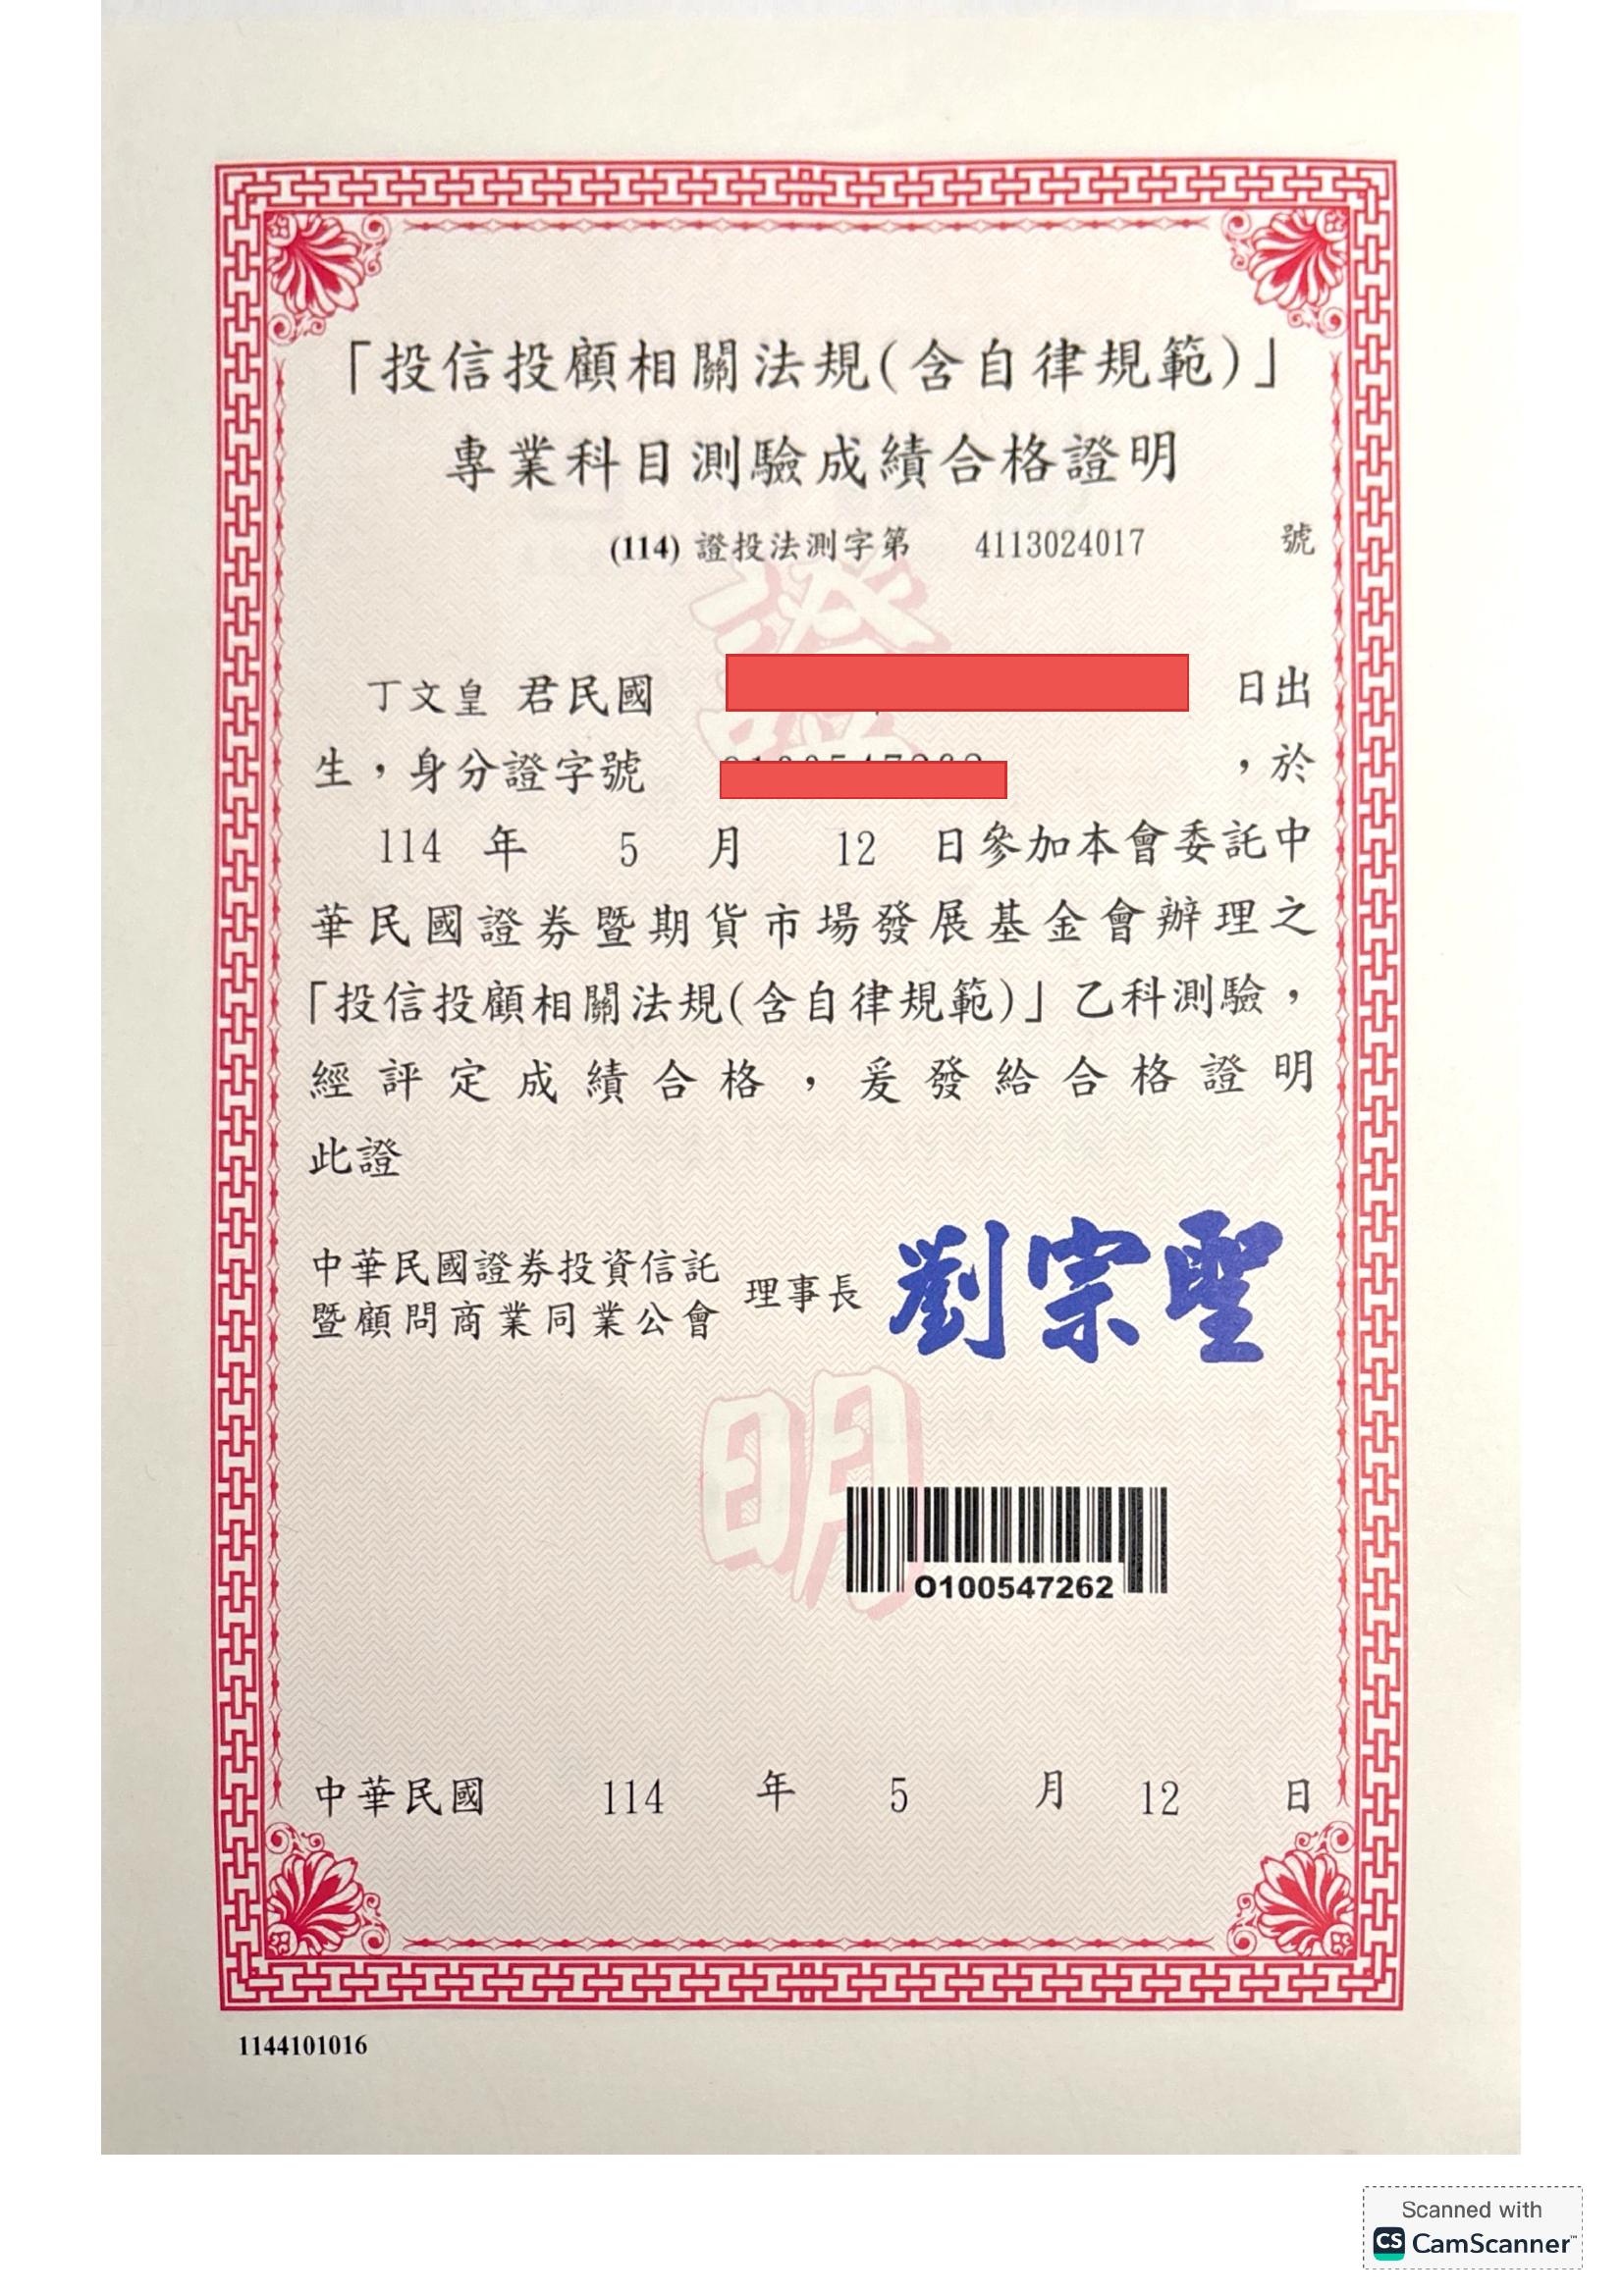 「投信投顧相關法規(含自律規範)」
專業科目測驗成績合格證明
(114) 證投法測字第 4113024017 號
證
丁文皇 君民國 日出
生，身分證字號 ，於
114 年 5 月 12 日參加本會委託中
華民國證券暨期貨市場發展基金會辦理之
「投信投顧相關法規(含自律規範)」乙科測驗，
經評定成績合格，爰發給合格證明
此證
中華民國證券投資信託
暨顧問商業同業公會
理事長 劉宗聖
明
O100547262
中華民國 114 年 5 月 12 日
1144101016
Scanned with
CS CamScanner™